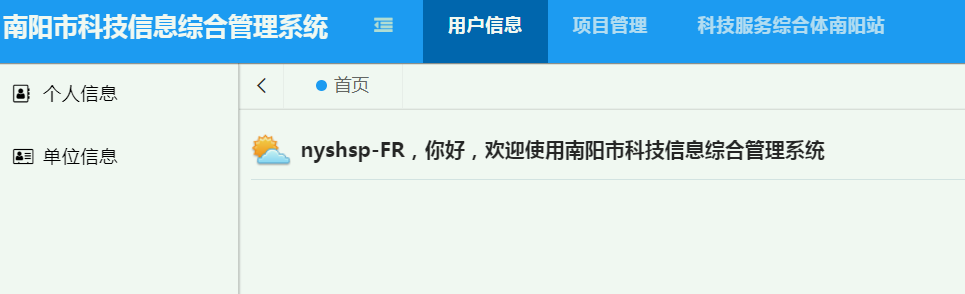 南阳市科技信息综合管理系统 用户信息 项目管理 科技服务综合体南阳站
个人信息
单位信息
首页
nyshsp-FR，你好，欢迎使用南阳市科技信息综合管理系统